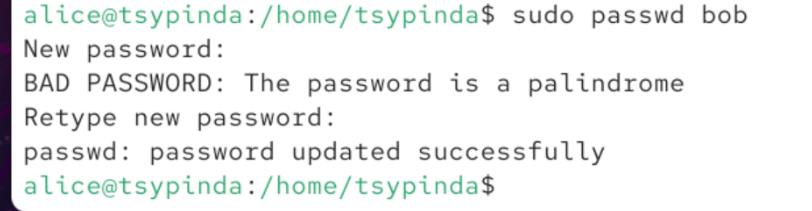 alice@tsypinda:/home/tsypinda$ sudo passwd bob
New password:
BAD PASSWORD: The password is a palindrome
Retype new password:
passwd: password updated successfully
alice@tsypinda:/home/tsypinda$